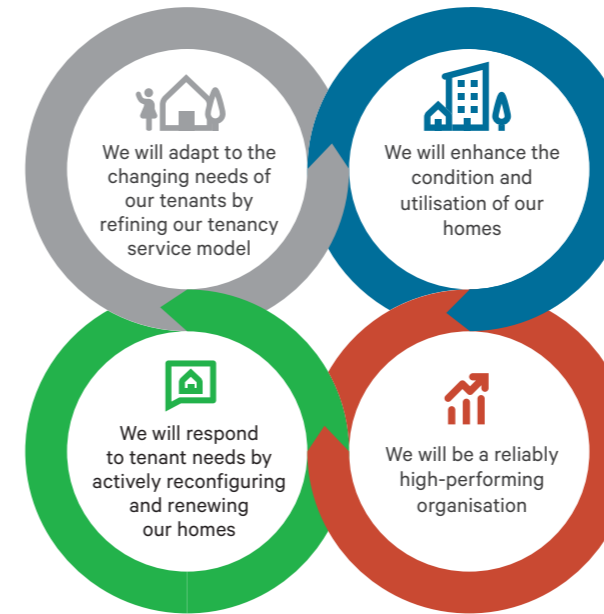 We will adapt to the
changing needs of
our tenants by
refining our tenancy
service model
We will enhance the
condition and
utilisation of our
homes
We will respond
to tenant needs by
actively reconfiguring
and renewing
our homes
We will be a reliably
high-performing
organisation